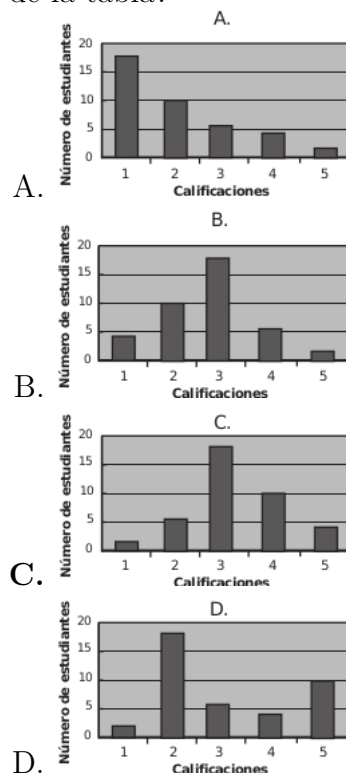 de la tabla?
A.
Número de estudiantes
20
15
10
5
0
1 2 3 4 5
Calificaciones
A.
B.
Número de estudiantes
20
15
10
5
0
1 2 3 4 5
Calificaciones
B.
C.
Número de estudiantes
20
15
10
5
0
1 2 3 4 5
Calificaciones
C.
D.
Número de estudiantes
20
15
10
5
0
1 2 3 4 5
Calificaciones
D.